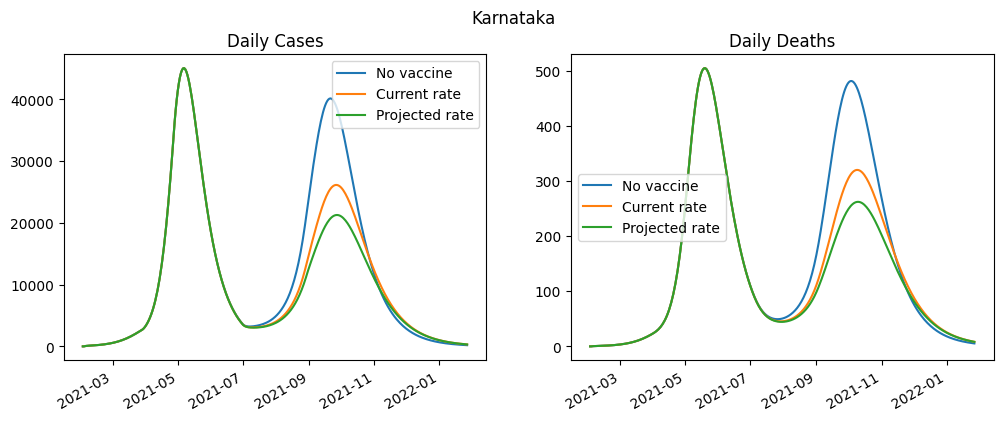 Karnataka
Daily Cases
No vaccine
Current rate
Projected rate
40000
30000
20000
10000
0
2021-03
2021-05
2021-07
2021-09
2021-11
2022-01
Daily Deaths
No vaccine
Current rate
Projected rate
500
400
300
200
100
0
2021-03
2021-05
2021-07
2021-09
2021-11
2022-01